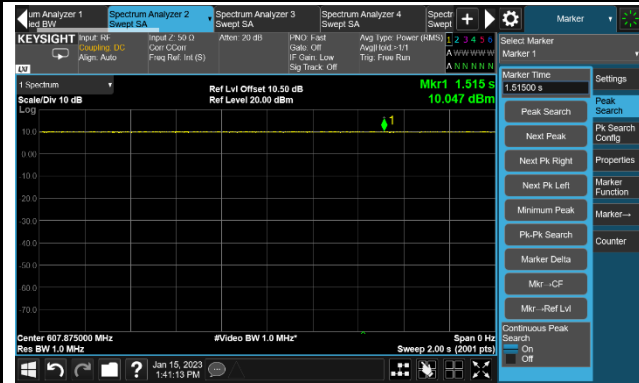 um Analyzer 1
ied BW
Spectrum Analyzer 2
Swept SA
Spectrum Analyzer 3
Swept SA
Spectrum Analyzer 4
Swept SA
Spectr
Swept
+
Marker
KEYSIGHT
Input: RF
Coupling: DC
Align: Auto
Input Z: 50 Ω
Corr CCorr
Freq Ref: Int (S)
Atten: 20 dB
PNO: Fast
Gate: Off
IF Gain: Low
Sig Track: Off
Avg Type: Power (RMS)
Avg|Hold:>1/1
Trig: Free Run
1 2 3 4 5 6
A W W W W W
A N N N N N
LXI
Select Marker
Marker 1
1 Spectrum
Scale/Div 10 dB
Ref Lvl Offset 10.50 dB
Ref Level 20.00 dBm
Mkr1 1.515 s
10.047 dBm
Log
10.0
0.00
-10.0
-20.0
-30.0
-40.0
-50.0
-60.0
-70.0
1
Center 607.875000 MHz
Res BW 1.0 MHz
#Video BW 1.0 MHz*
Span 0 Hz
Sweep 2.00 s (2001 pts)
Marker Time
1.51500 s
Peak Search
Next Peak
Next Pk Right
Next Pk Left
Minimum Peak
Pk-Pk Search
Marker Delta
Mkr→CF
Mkr→Ref Lvl
Continuous Peak
Search
On
Off
Settings
Peak
Search
Pk Search
Config
Properties
Marker
Function
Marker→
Counter
?
Jan 15, 2023
1:41:13 PM